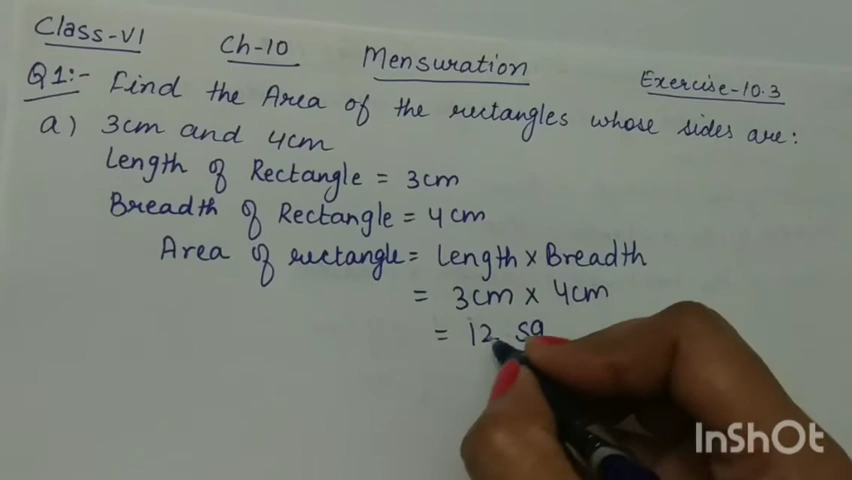 Class-VI Ch-10 Mensuration Exercise-10.3
Q1:- Find the Area of the rectangles whose sides are:
a) 3cm and 4cm
Length of Rectangle = 3cm
Breadth of Rectangle = 4cm
Area of rectangle = Length × Breadth
= 3cm × 4cm
= 12 sq
InShOt